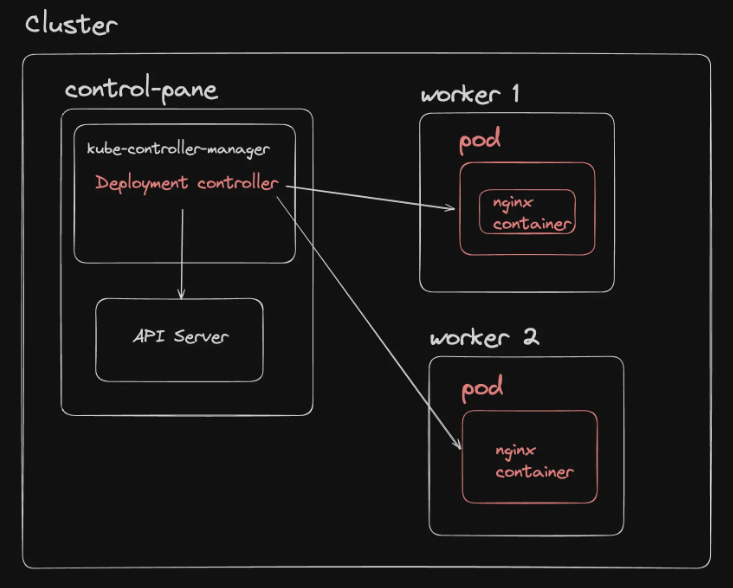 Cluster
control-pane
kube-controller-manager
Deployment controller
API Server
worker 1
pod
nginx
container
worker 2
pod
nginx
container